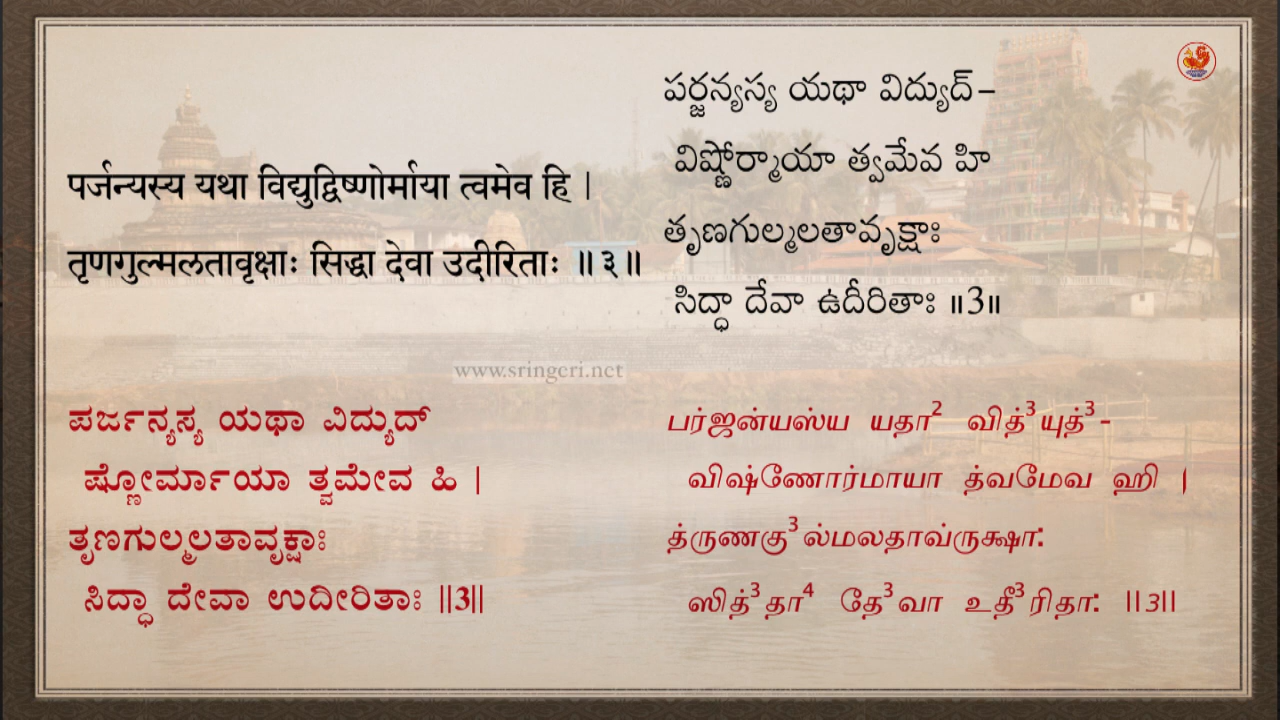 पर्जन्यस्य यथा विद्युद्विष्णोर्माया त्वमेव हि |
तृणगुल्मलतावृक्षाः सिद्धा देवा उदीरिताः ॥३॥
పర్జన్యస్య యథా విద్యుద్–
విష్ణోర్మాయా త్వమేవ హి
తృణగుల్మలతావృక్షాః
సిద్ధా దేవా ఉదీరితాః ॥3॥
www.sringeri.net
ಪರ್ಜನ್ಯಸ್ಯ ಯಥಾ ವಿದ್ಯುದ್
ಷ್ಣೋರ್ಮಾಯಾ ತ್ವಮೇವ ಹಿ |
ತೃಣಗುಲ್ಮಲತಾವೃಕ್ಷಾಃ
ಸಿದ್ಧಾ ದೇವಾ ಉದೀರಿತಾಃ ||3||
பர்ஜன்யஸ்ய யதா² வித்³யுத்³-
விஷ்ணோர்மாயா த்வமேவ ஹி |
த்ருணகு³ல்மலதாவ்ருக்ஷா:
ஸித்³தா⁴ தே³வா உதீ³ரிதா: ||3||